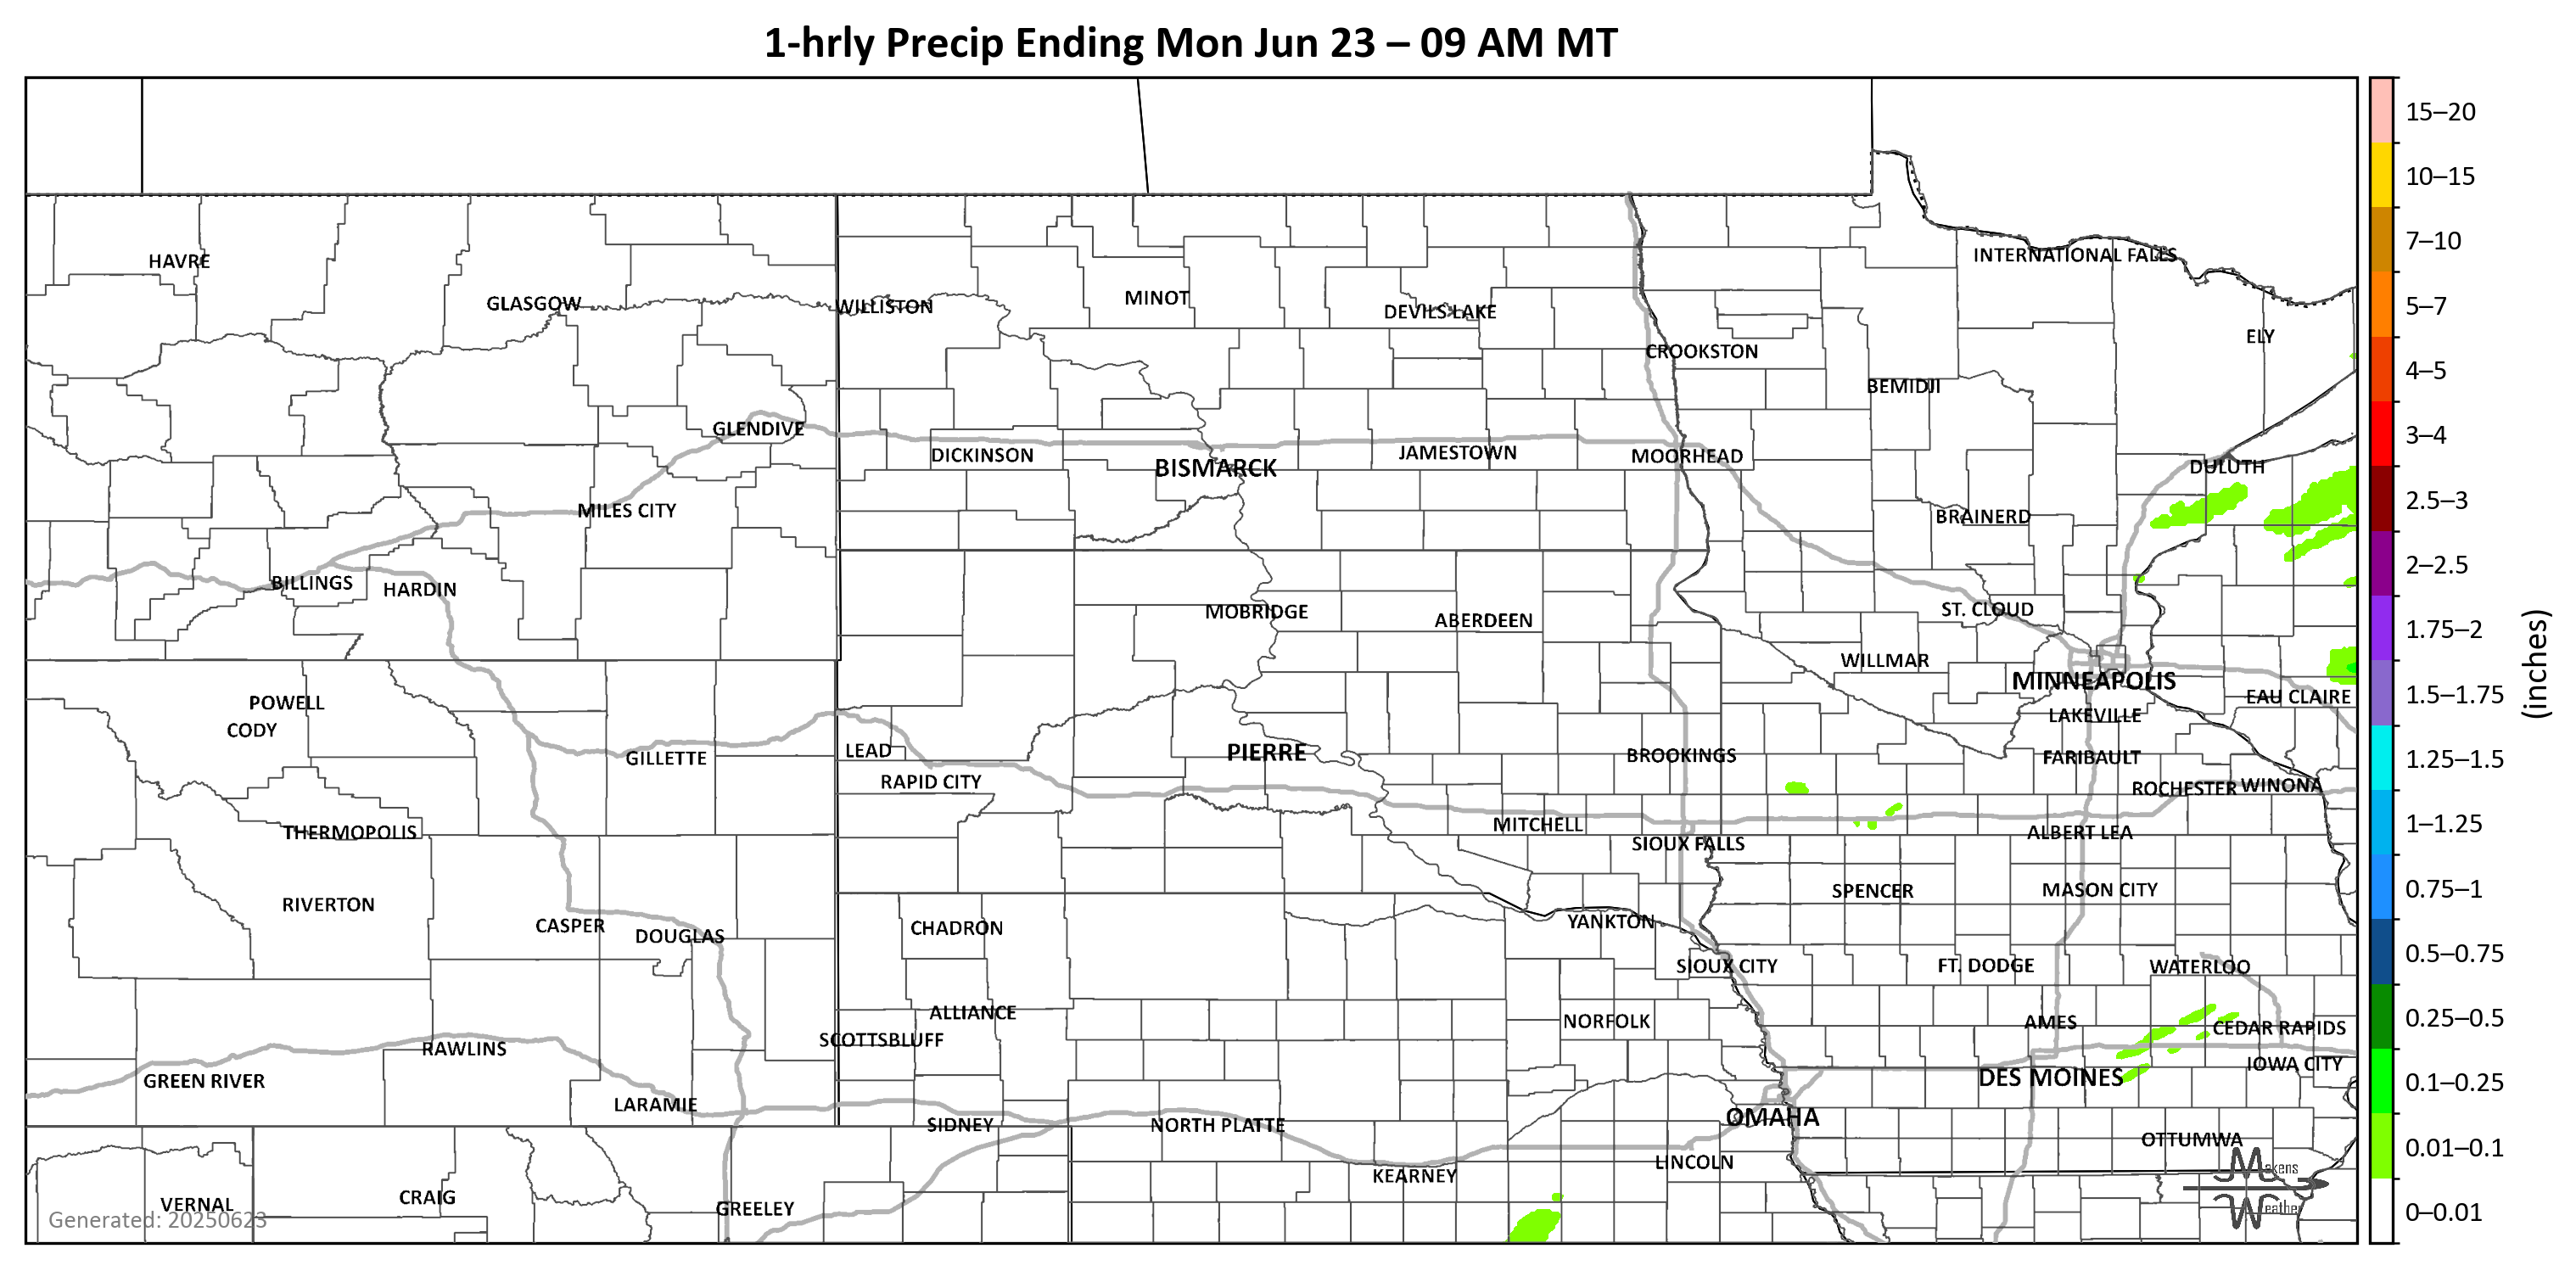 1-hrly Precip Ending Mon Jun 23 – 09 AM MT
15–20
10–15
7–10
5–7
4–5
3–4
2.5–3
2–2.5
1.75–2
1.5–1.75
1.25–1.5
1–1.25
0.75–1
0.5–0.75
0.25–0.5
0.1–0.25
0.01–0.1
0–0.01
(inches)
INTERNATIONAL FALLS
HAVRE
GLASGOW
WILLISTON
MINOT
DEVILS LAKE
ELY
CROOKSTON
BEMIDJI
GLENDIVE
DICKINSON
BISMARCK
JAMESTOWN
MOORHEAD
DULUTH
MILES CITY
BRAINERD
BILLINGS
HARDIN
MOBRIDGE
ABERDEEN
ST. CLOUD
WILLMAR
MINNEAPOLIS
EAU CLAIRE
POWELL
CODY
LAKEVILLE
GILLETTE
LEAD
PIERRE
BROOKINGS
FARIBAULT
RAPID CITY
ROCHESTER
WINONA
THERMOPOLIS
MITCHELL
ALBERT LEA
SIOUX FALLS
RIVERTON
SPENCER
MASON CITY
CASPER
DOUGLAS
CHADRON
YANKTON
SIOUX CITY
FT. DODGE
WATERLOO
ALLIANCE
NORFOLK
AMES
CEDAR RAPIDS
SCOTTSBLUFF
RAWLINS
IOWA CITY
GREEN RIVER
DES MOINES
LARAMIE
SIDNEY
NORTH PLATTE
OMAHA
OTTUMWA
LINCOLN
KEARNEY
VERNAL
CRAIG
GREELEY
Makens
Weather
Generated: 20250623